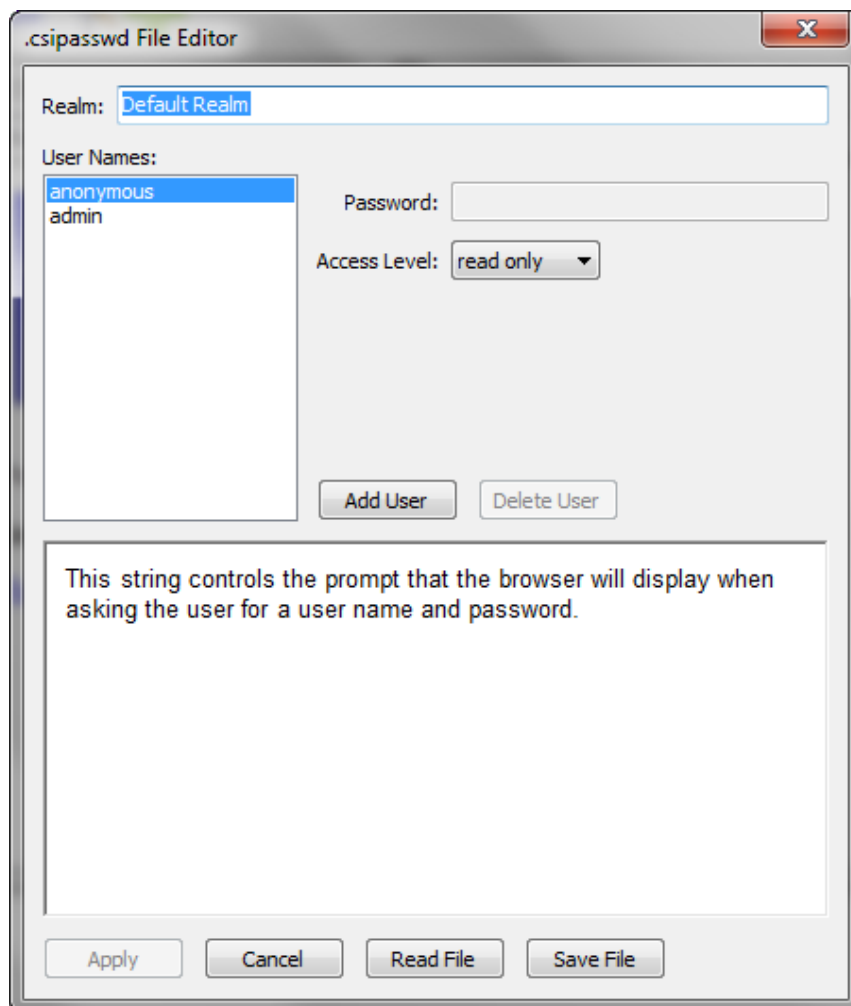 .csipasswd File Editor
Realm: Default Realm
User Names:
anonymous
admin
Password:
Access Level: read only
Add User Delete User
This string controls the prompt that the browser will display when
asking the user for a user name and password.
Apply Cancel Read File Save File